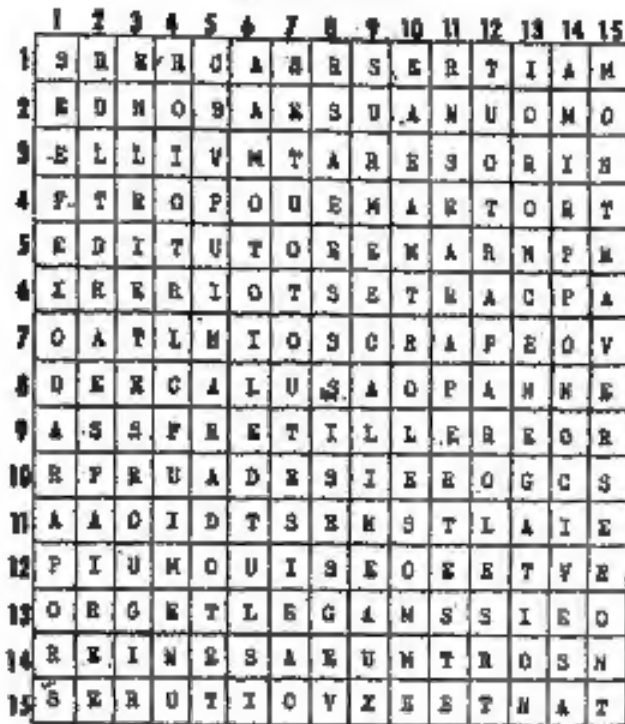 1 2 3 4 5 6 7 8 9 10 11 12 13 14 15
1 S R E R C A S R S E R T I A M
2 E U N O S A E S U A N U O M O
3 E L L I V M T A R E S C R I N
4 F T R G P O U E M A E T O R T
5 E D I T U T O R E M A R N P M
6 I R E R I O T S E T R A C P A
7 O A T L N I O S C R A P E O V
8 D E E C A L U S A O P A N N E
9 A S S F R E T I L L E R E O R
10 R F R U A D E S I E R O G C S
11 A A C I D T S E M S T L A I E
12 P I U M O U I S E O E E T V E
13 O R G E T L E G A N S S I E O
14 R E I N E S A E U N T R O S N
15 S E R U T I O V X E E T N A T